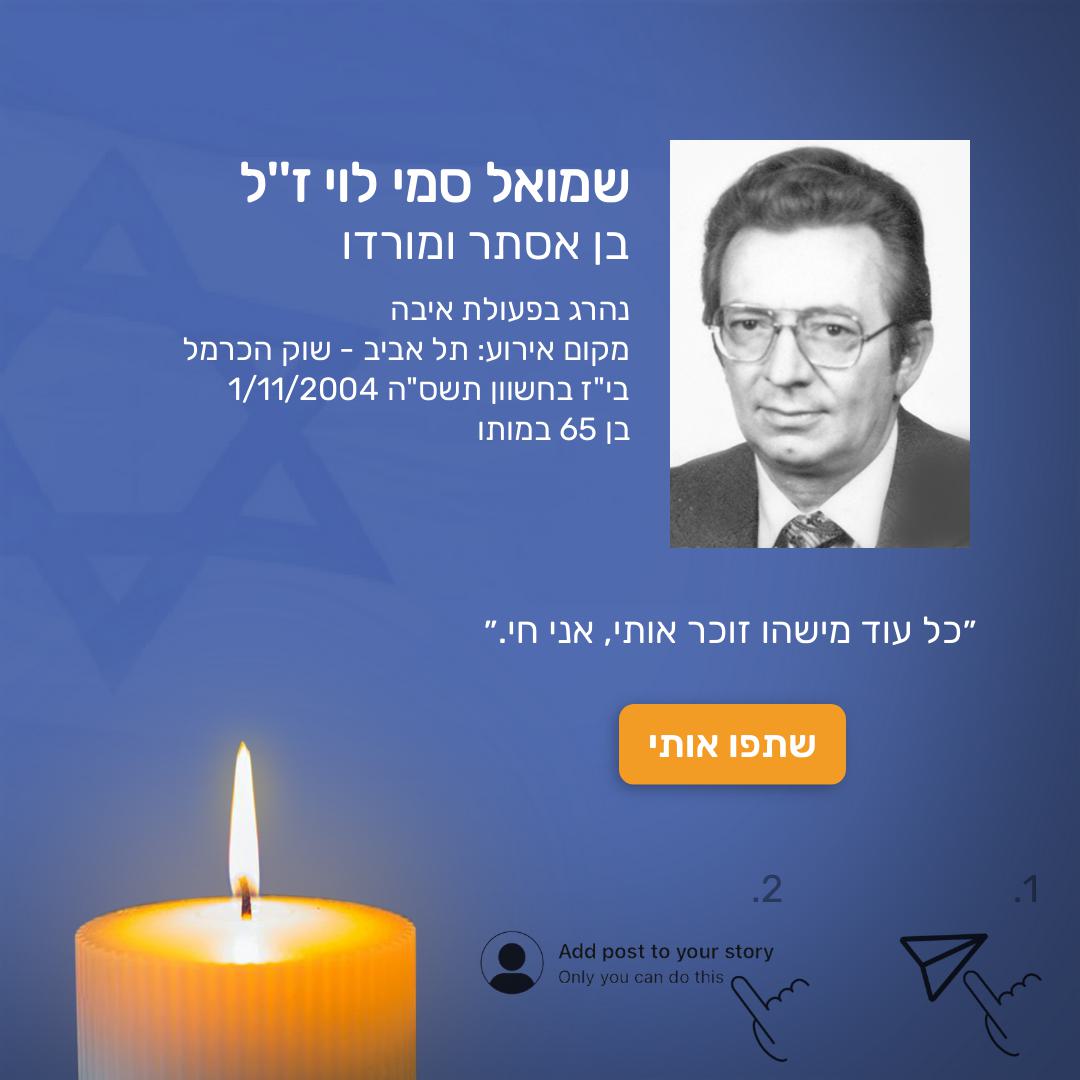 שמואל סמי לוי ז"ל
בן אסתר ומורדו
נהרג בפעולת איבה
מקום אירוע: תל אביב - שוק הכרמל
בי"ז בחשוון תשס"ה 1/11/2004
בן 65 במותו
״כל עוד מישהו זוכר אותי, אני חי.״
שתפו אותי
1.
2.
Add post to your story
Only you can do this